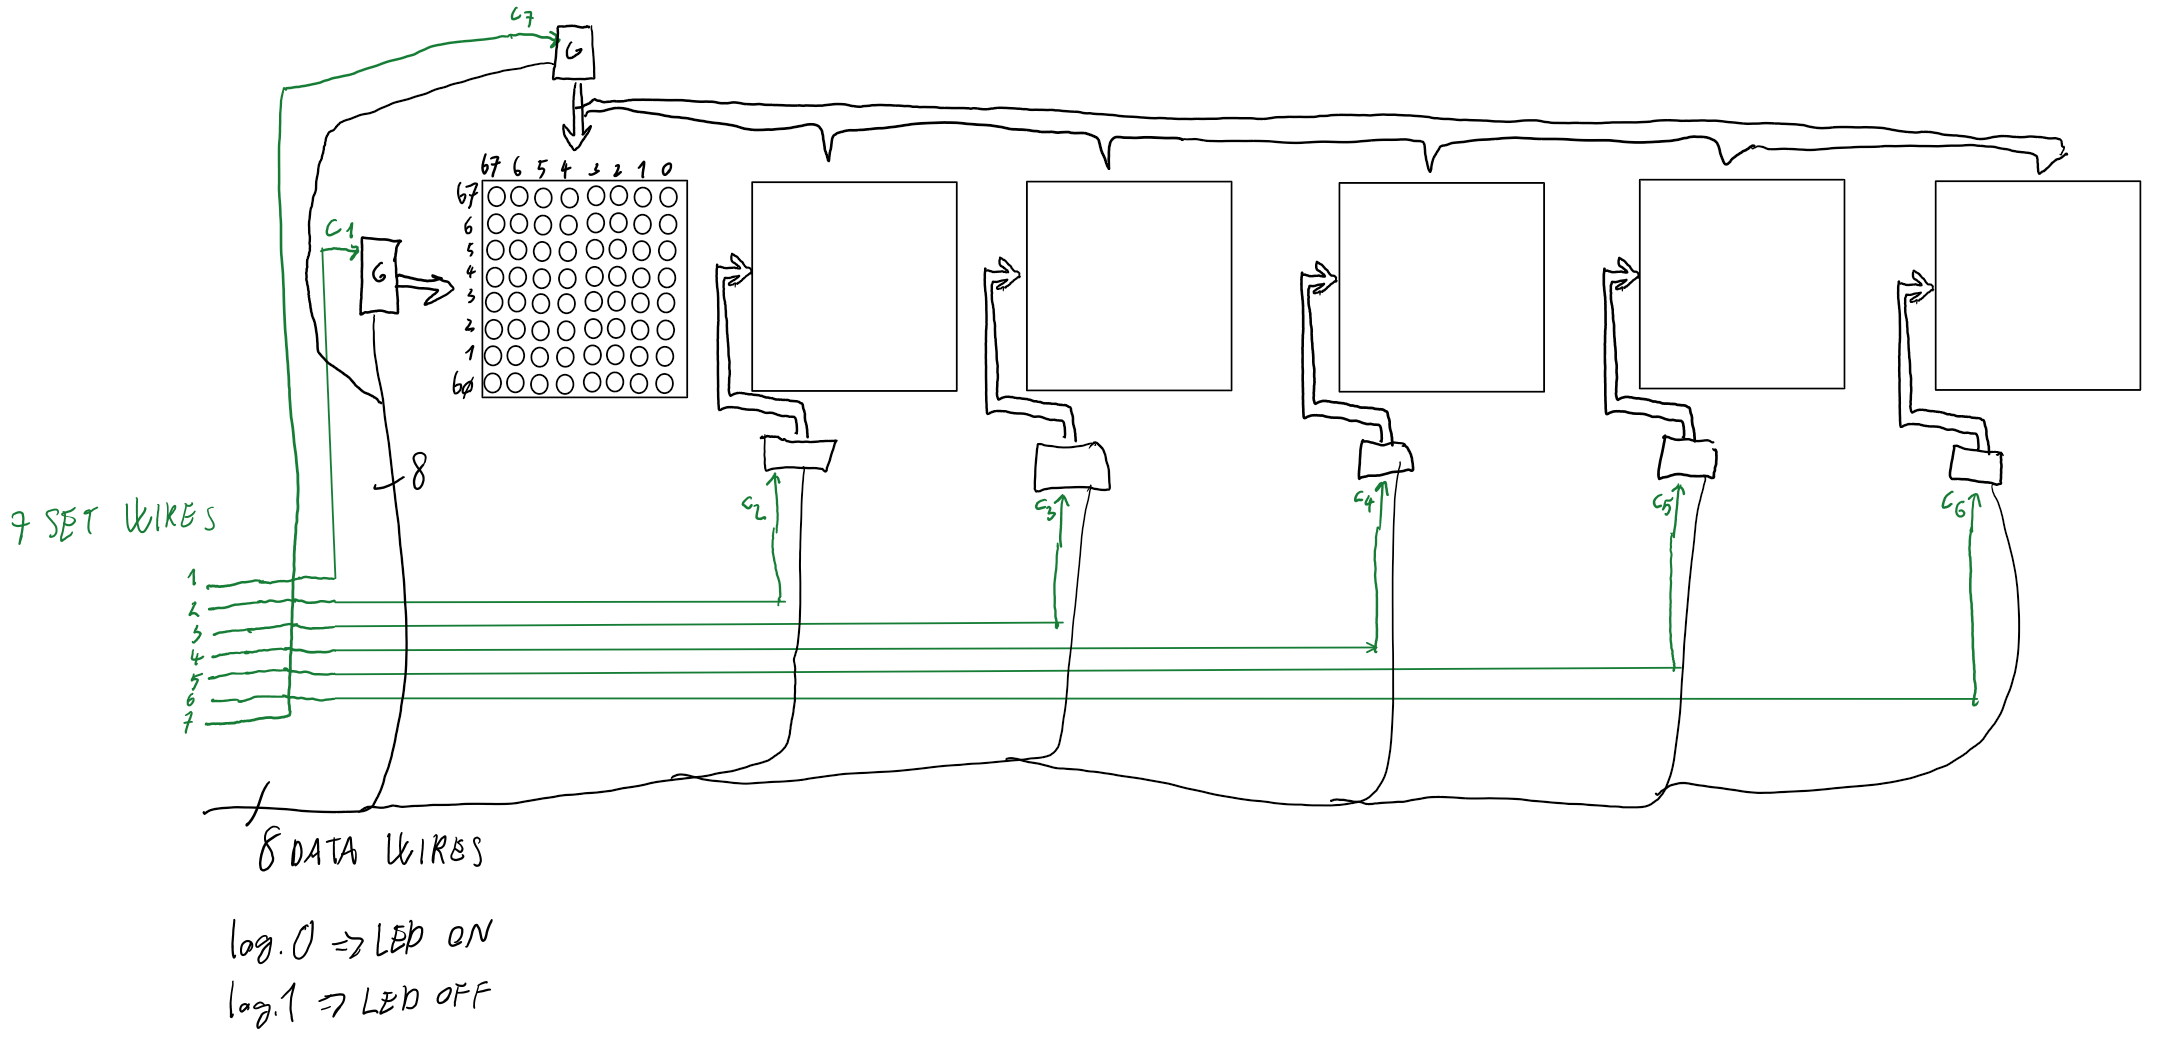 C7
G
67 6 5 4 3 2 1 0
67
6
5
4
3
2
1
60
C1
G
8
C2
C3
C4
C5
C6
7 SET WIRES
1
2
3
4
5
6
7
8 DATA WIRES
log.0 => LED ON
log.1 => LED OFF